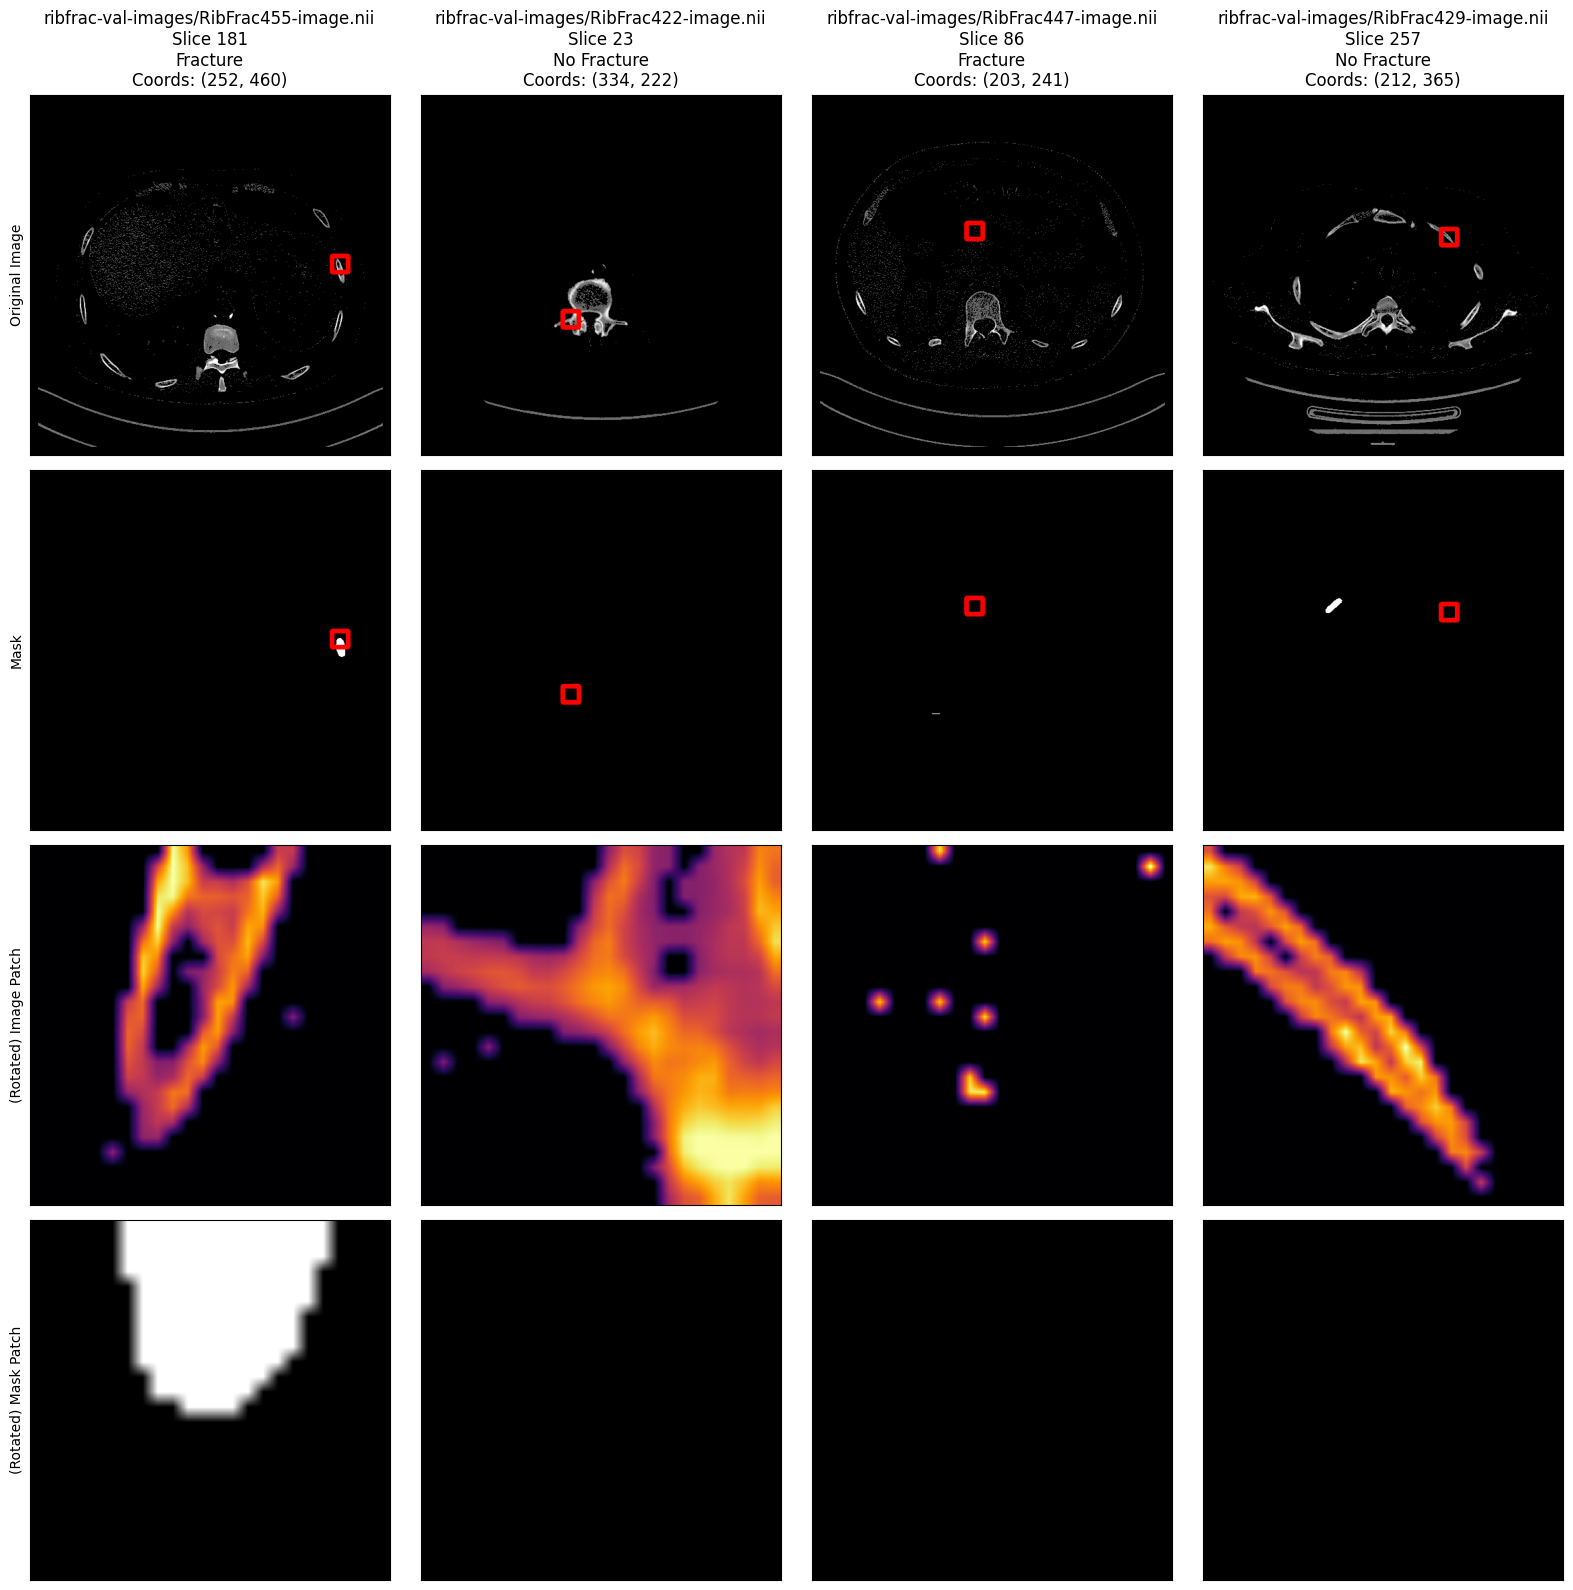 ribfrac-val-images/RibFrac455-image.nii
Slice 181
Fracture
Coords: (252, 460)
ribfrac-val-images/RibFrac422-image.nii
Slice 23
No Fracture
Coords: (334, 222)
ribfrac-val-images/RibFrac447-image.nii
Slice 86
Fracture
Coords: (203, 241)
ribfrac-val-images/RibFrac429-image.nii
Slice 257
No Fracture
Coords: (212, 365)
Original Image
Mask
(Rotated) Image Patch
(Rotated) Mask Patch